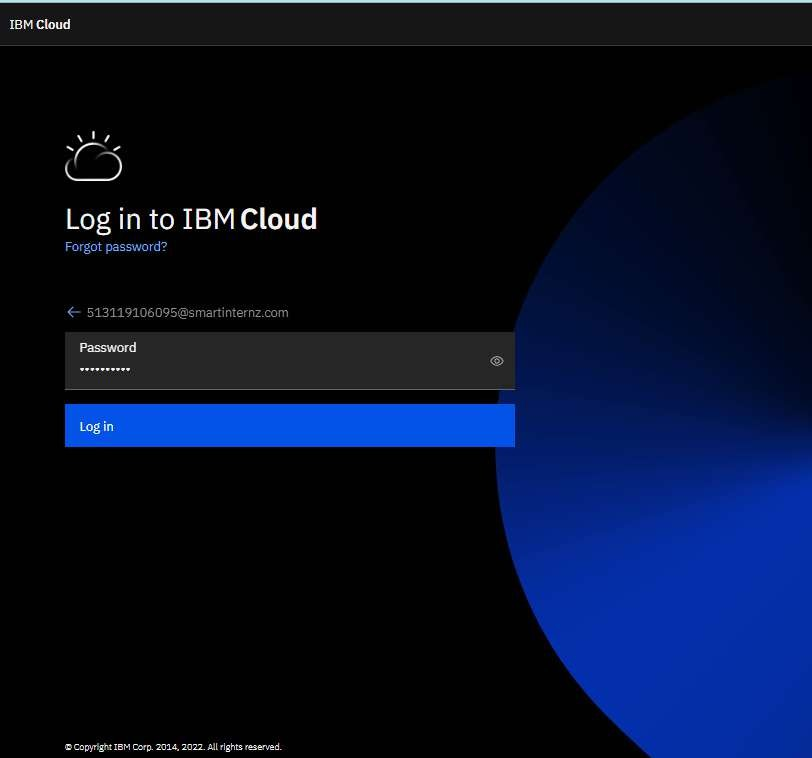 IBM Cloud
Log in to IBM Cloud
Forgot password?
513119106095@smartinternz.com
Password
••••••••••
Log in
© Copyright IBM Corp. 2014, 2022. All rights reserved.